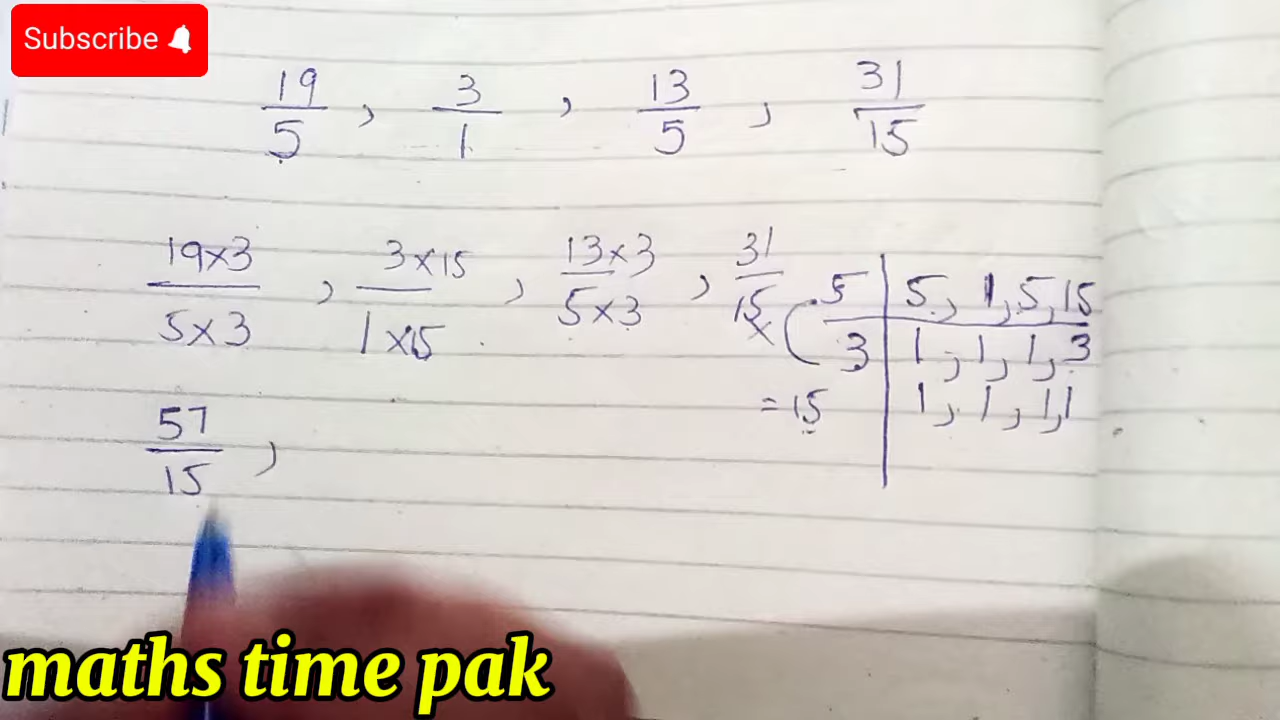 Subscribe
19/5 , 3/1 , 13/5 , 31/15
19×3/5×3 , 3×15/1×15 , 13×3/5×3 , 31/15
5 | 5, 1, 5, 15
× 3 | 1, 1, 1, 3
=15 | 1, 1, 1, 1
57/15 ,
maths time pak